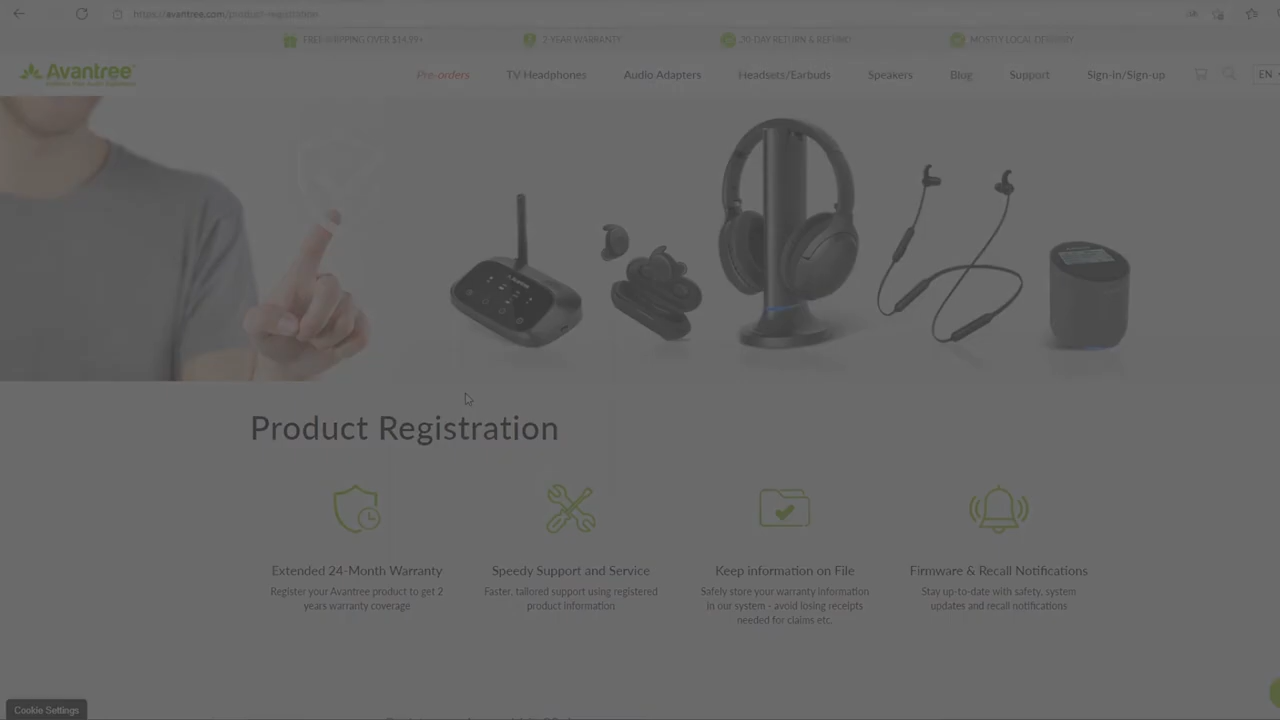 https://avantree.com/product-registration
FREE SHIPPING OVER $14.99+
2-YEAR WARRANTY
30-DAY RETURN & REFUND
MOSTLY LOCAL DELIVERY
Avantree
Pre-orders
TV Headphones
Audio Adapters
Headsets/Earbuds
Speakers
Blog
Support
Sign-in/Sign-up
EN
Product Registration
Extended 24-Month Warranty
Register your Avantree product to get 2
years warranty coverage
Speedy Support and Service
Faster, tailored support using registered
product information
Keep information on File
Safely store your warranty information
in our system - avoid losing receipts
needed for claims etc.
Firmware & Recall Notifications
Stay up-to-date with safety, system
updates and recall notifications
Cookie Settings